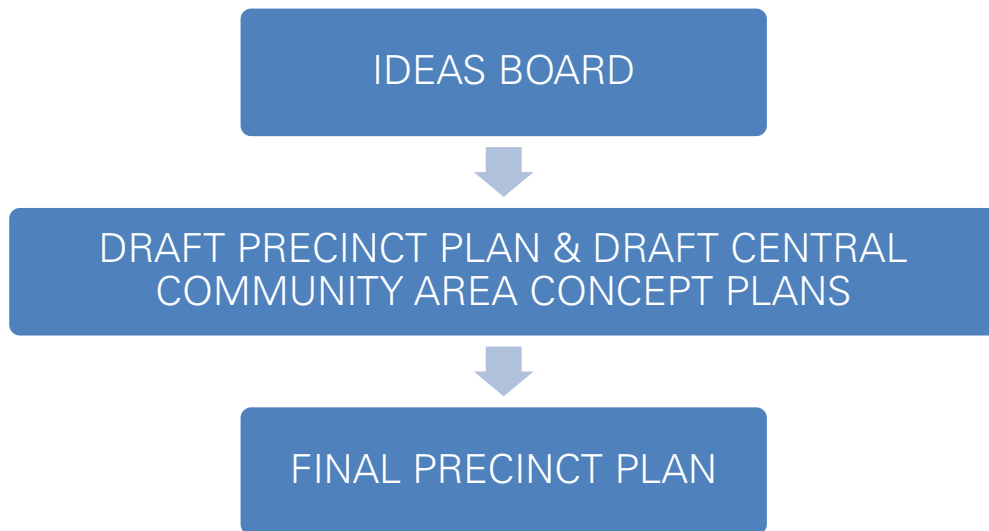 IDEAS BOARD
DRAFT PRECINCT PLAN & DRAFT CENTRAL
COMMUNITY AREA CONCEPT PLANS
FINAL PRECINCT PLAN